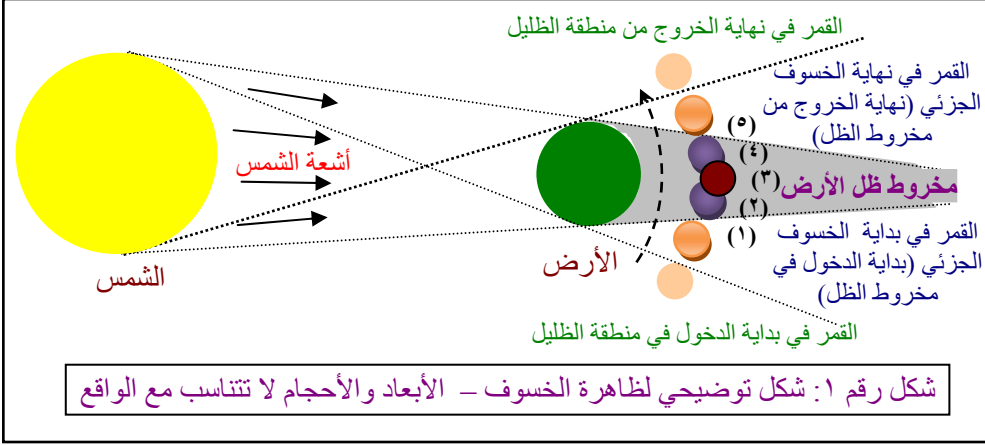 القمر في نهاية الخروج من منطقة الظليل
القمر في نهاية الخسوف
الجزئي (نهاية الخروج من
مخروط الظل)
أشعة الشمس
(٥)
(٤)
(٣)
(٢)
(١)
مخروط ظل الأرض
القمر في بداية الخسوف
الجزئي (بداية الدخول في
مخروط الظل)
الأرض
الشمس
القمر في بداية الدخول في منطقة الظليل
شكل رقم ١: شكل توضيحي لظاهرة الخسوف – الأبعاد والأحجام لا تتناسب مع الواقع